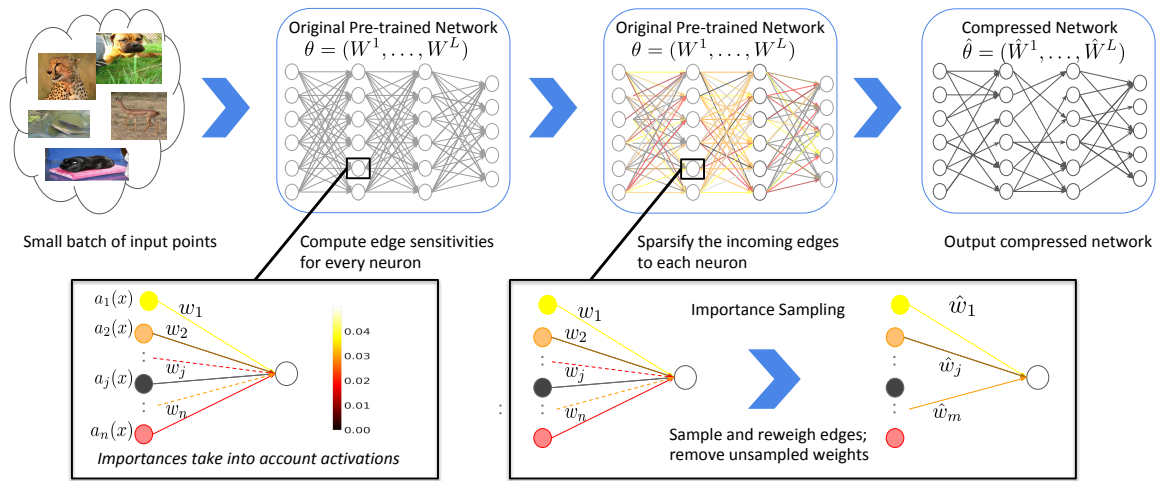 Original Pre-trained Network
θ = (W^1, . . . , W^L)
Original Pre-trained Network
θ = (W^1, . . . , W^L)
Compressed Network
θ̂ = (Ŵ^1, . . . , Ŵ^L)
Small batch of input points
Compute edge sensitivities
for every neuron
Sparsify the incoming edges
to each neuron
Output compressed network
a_1(x)
w_1
a_2(x)
w_2
:
w_j
a_j(x)
:
w_n
a_n(x)
0.04
0.03
0.02
0.01
0.00
Importances take into account activations
:
w_1
w_2
:
w_j
:
w_n
Importance Sampling
Sample and reweigh edges;
remove unsampled weights
ŵ_1
:
ŵ_j
:
ŵ_m